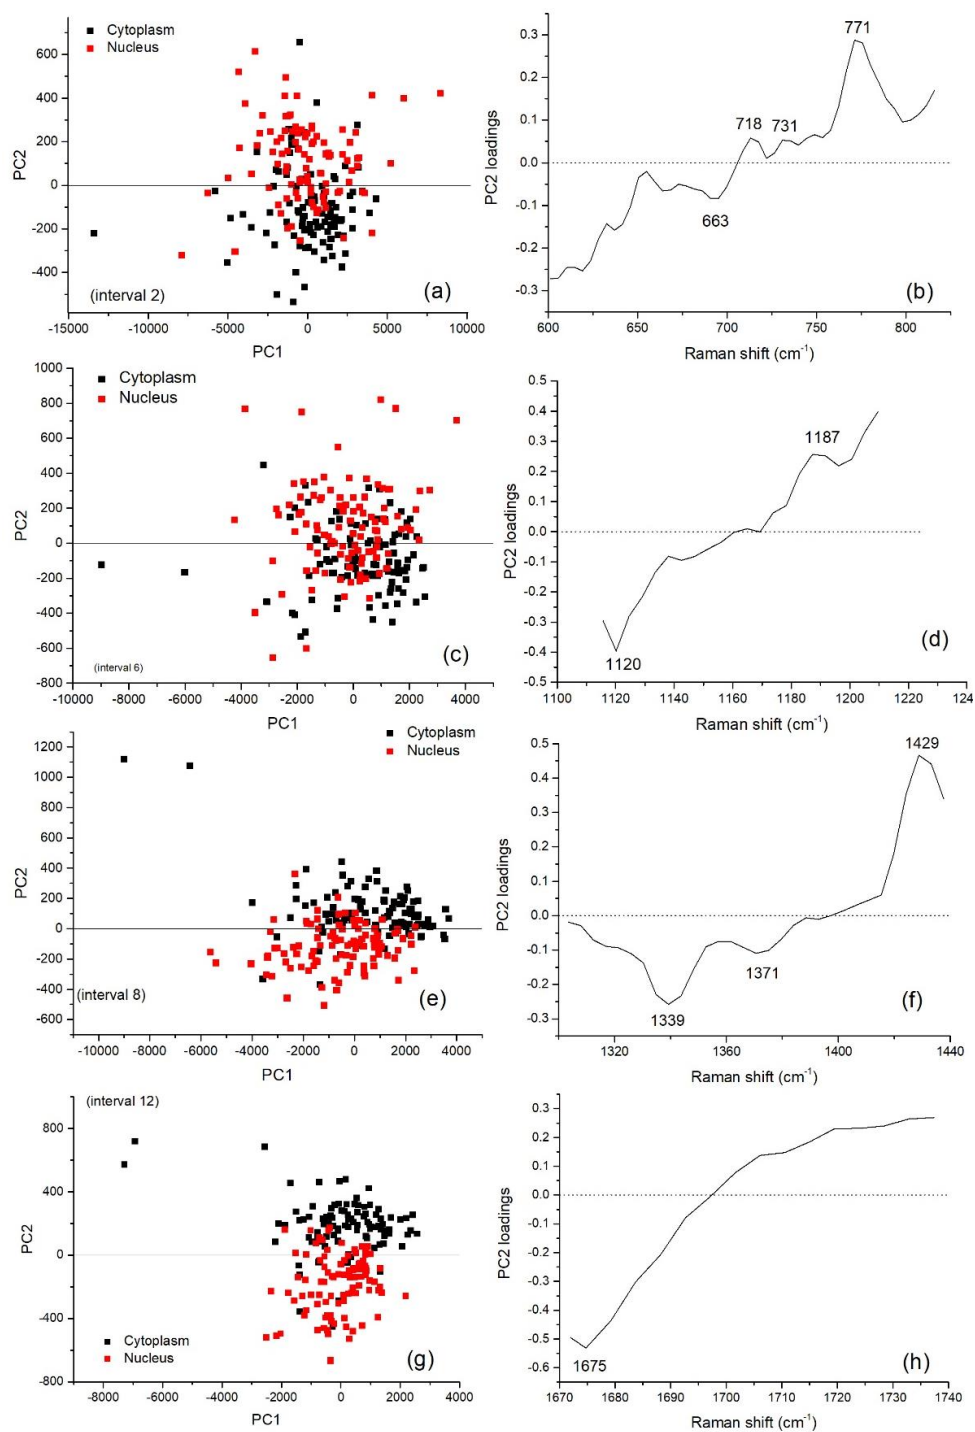 Cytoplasm
Nucleus
600
400
200
0
-200
-400
PC2
(interval 2)
(a)
-15000 -10000 -5000 0 5000 10000
PC1
0.3
0.2
0.1
0.0
-0.1
-0.2
-0.3
PC2 loadings
771
718 731
663
(b)
600 650 700 750 800
Raman shift (cm⁻¹)
1000
800
600
400
200
0
-200
-400
-600
-800
PC2
Cytoplasm
Nucleus
(interval 6)
(c)
-10000 -8000 -6000 -4000 -2000 0 2000 4000
PC1
0.5
0.4
0.3
0.2
0.1
0.0
-0.1
-0.2
-0.3
-0.4
-0.5
PC2 loadings
1187
1120
(d)
1100 1120 1140 1160 1180 1200 1220 124
Raman shift (cm⁻¹)
Cytoplasm
Nucleus
1200
1000
800
600
400
200
0
-200
-400
-600
PC2
(interval 8)
(e)
-10000 -8000 -6000 -4000 -2000 0 2000 4000
PC1
0.5
0.4
0.3
0.2
0.1
0.0
-0.1
-0.2
-0.3
PC2 loadings
1429
1371
1339
(f)
1320 1360 1400 1440
Raman shift (cm⁻¹)
(interval 12)
800
400
0
-400
-800
PC2
Cytoplasm
Nucleus
(g)
-8000 -6000 -4000 -2000 0 2000 4000
PC1
0.3
0.2
0.1
0.0
-0.1
-0.2
-0.3
-0.4
-0.5
-0.6
PC2 loadings
1675
(h)
1670 1680 1690 1700 1710 1720 1730 1740
Raman shift (cm⁻¹)